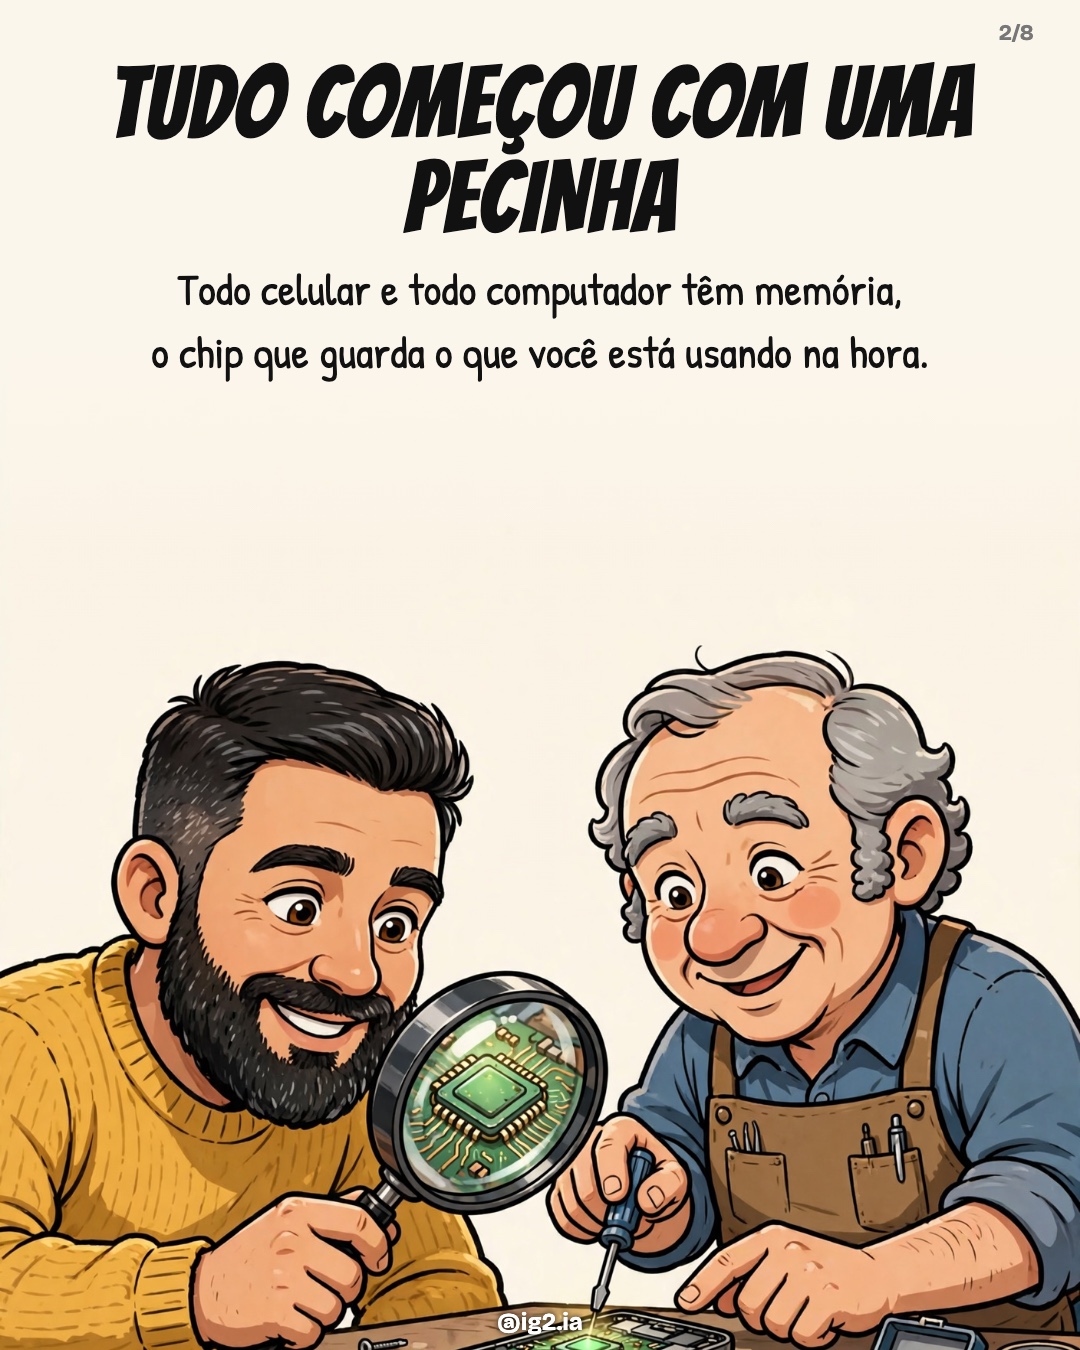 2/8
TUDO COMEÇOU COM UMA
PECINHA
Todo celular e todo computador têm memória,
o chip que guarda o que você está usando na hora.
@ig2.ia